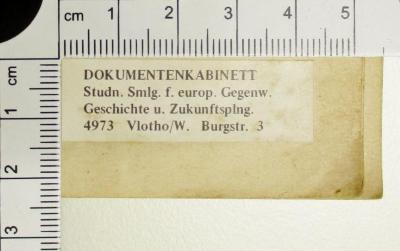 cm 1 2 3 4 5
DOKUMENTENKABINETT
Studn. Smlg. f. europ. Gegenw.
Geschichte u. Zukunftsplng.
4973 Vlotho/W. Burgstr. 3
cm
1
2
3